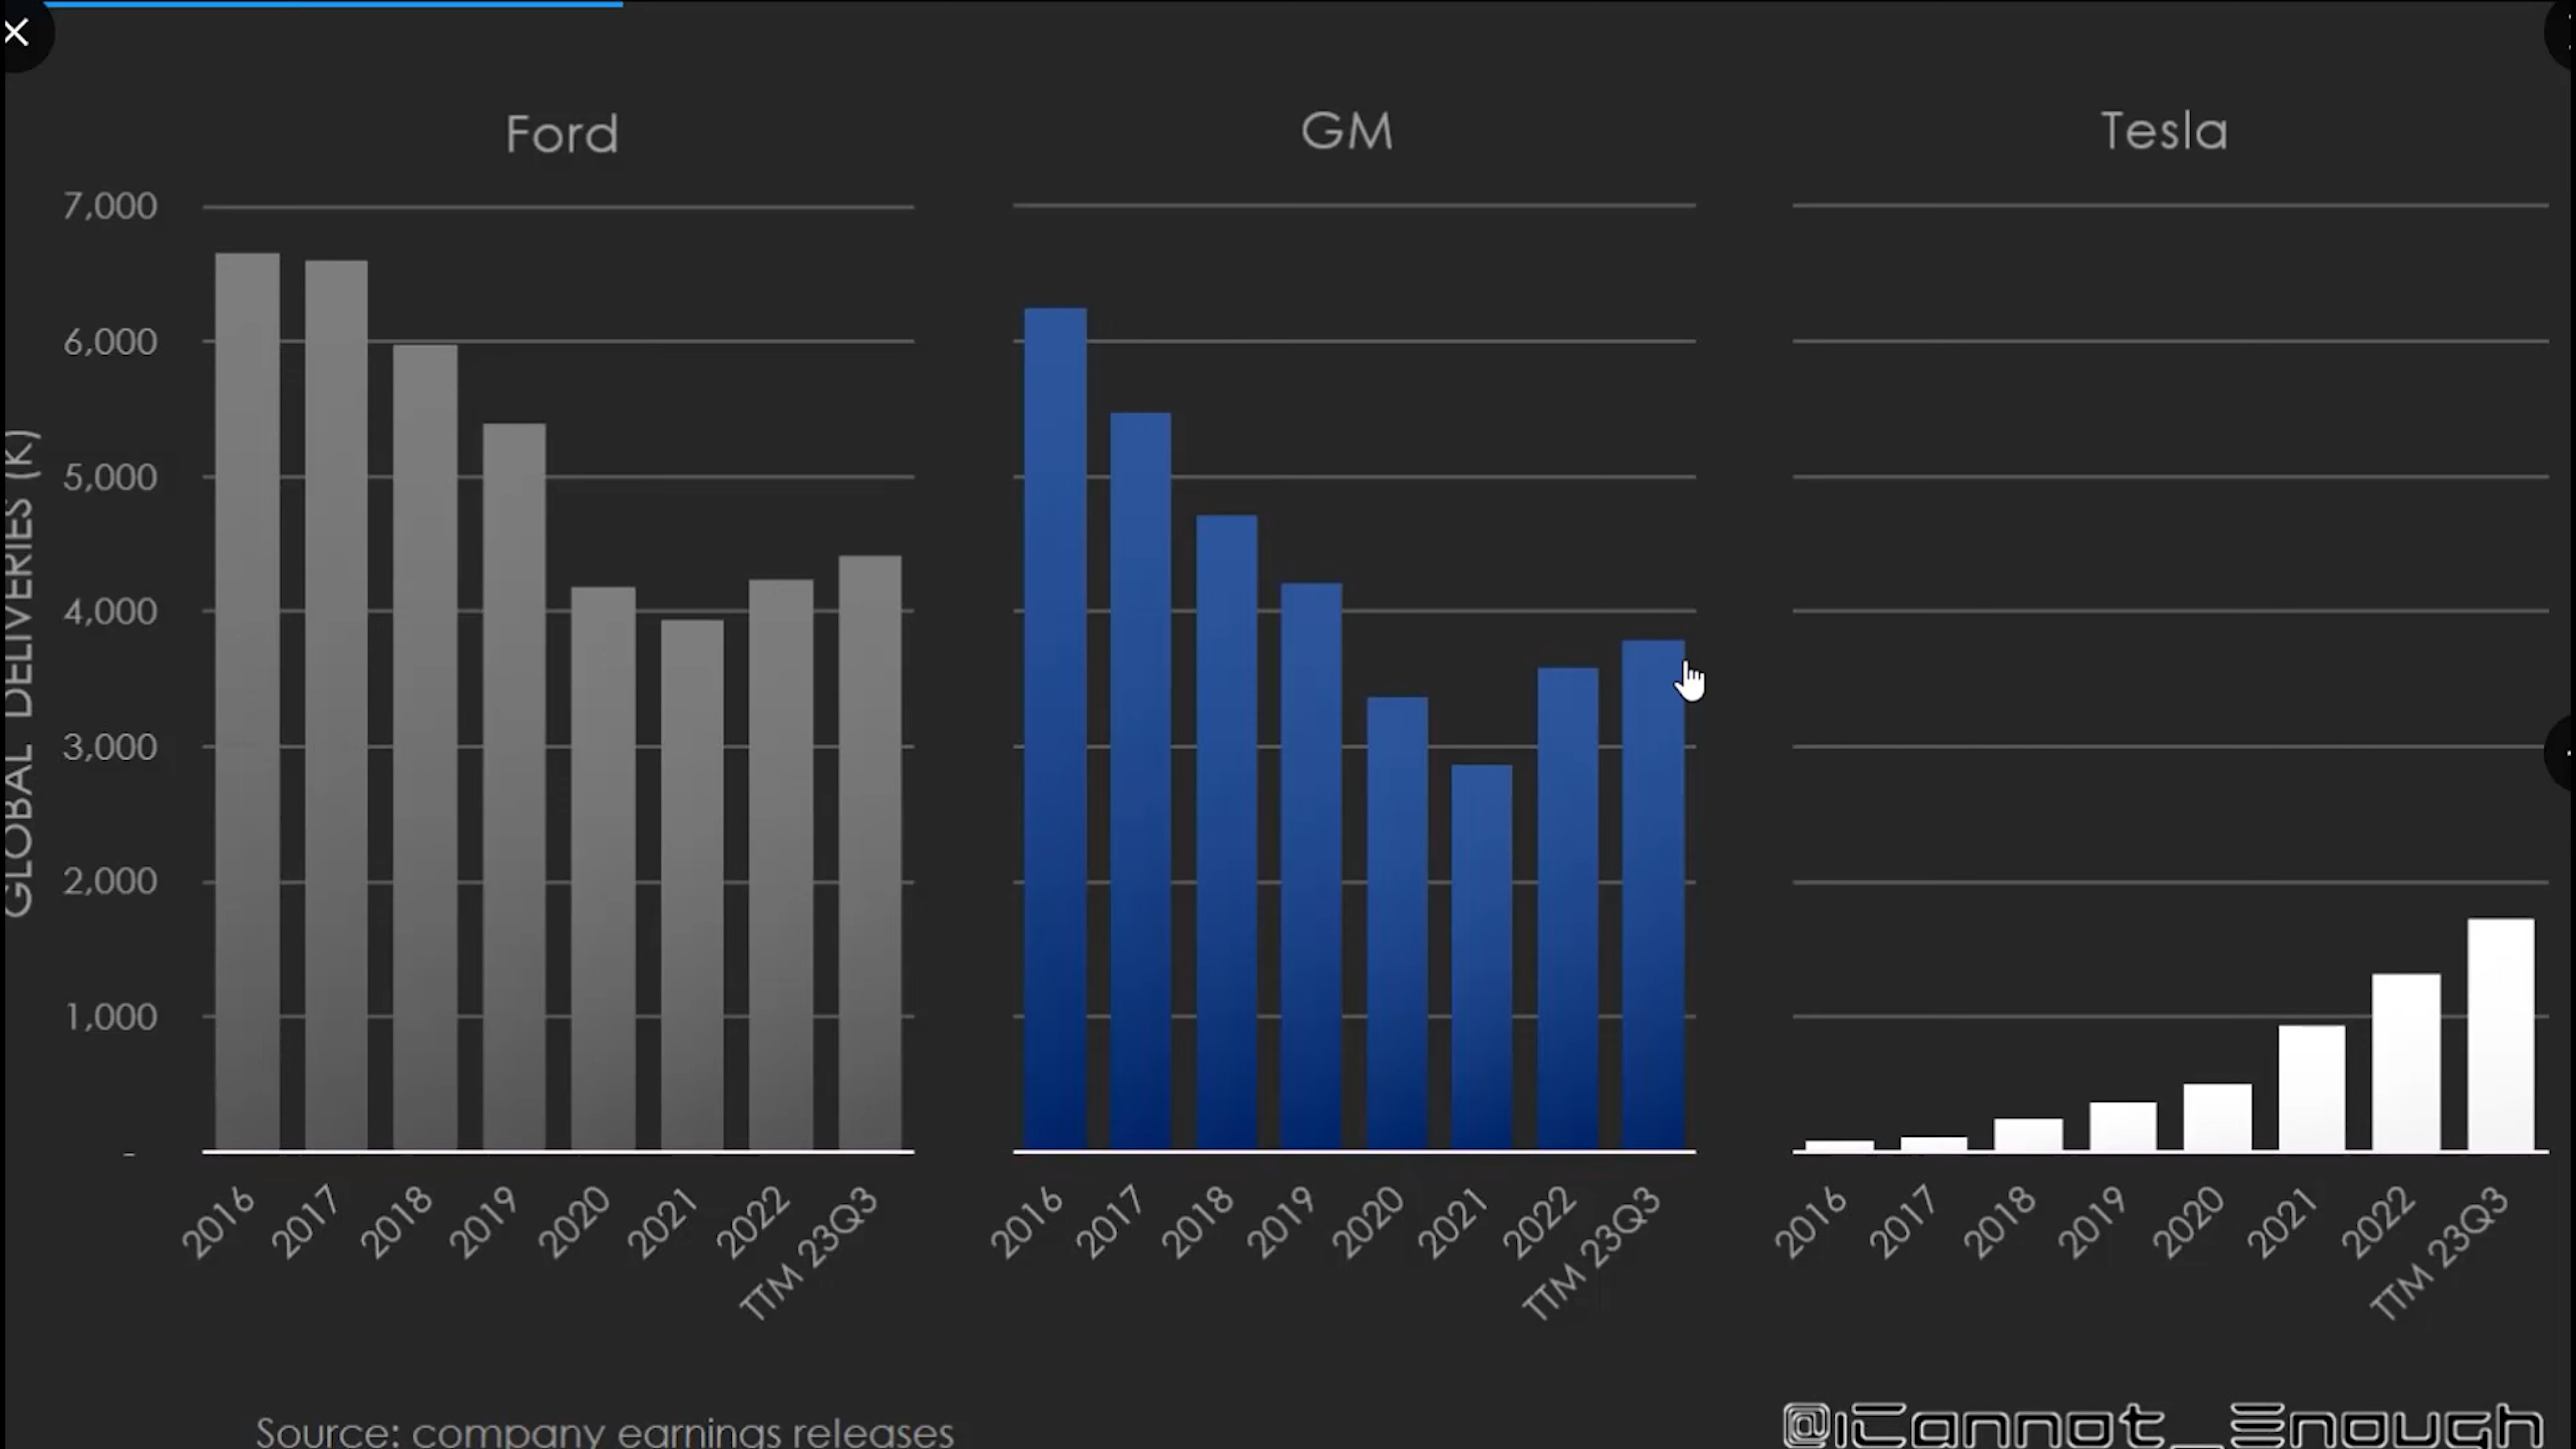 Ford
GM
Tesla
GLOBAL DELIVERIES (K)
7,000
6,000
5,000
4,000
3,000
2,000
1,000
-
2016 2017 2018 2019 2020 2021 2022 TTM 23Q3
2016 2017 2018 2019 2020 2021 2022 TTM 23Q3
2016 2017 2018 2019 2020 2021 2022 TTM 23Q3
Source: company earnings releases
@iCannot_Enough